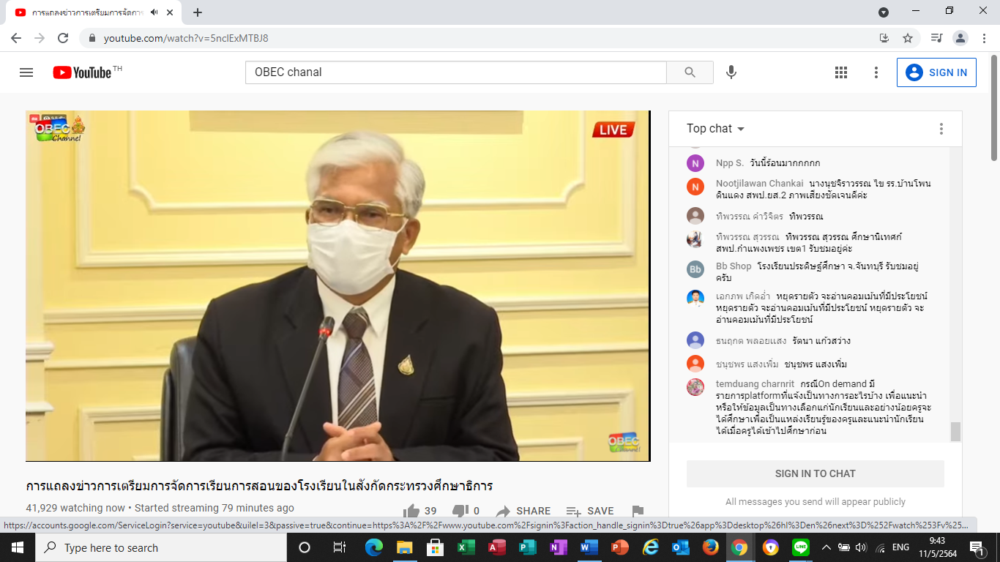 การแถลงข่าวการเตรียมการจัดการ
youtube.com/watch?v=5nclExMTBJ8
YouTube TH
OBEC chanal
SIGN IN
OBEC
Channel
LIVE
OBEC
Channel
Top chat
N Npp S. วันนี้ร้อนมากกกกก
N Nootjilawan Chankai นางนุชจิราวรรณ ไข รร.บ้านโพน
ดินแดง สพป.ยส.2 ภาพเสียงชัดเจนดีค่ะ
ทิพวรรณ คำวิจิตร ทิพวรรณ
ทิพวรรณ สุวรรณ ทิพวรรณ สุวรรณ ศึกษานิเทศก์
สพป.กำแพงเพชร เขต1 รับชมอยู่ค่ะ
Bb Bb Shop โรงเรียนประดิษฐ์ศึกษา จ.จันทบุรี รับชมอยู่
ครับ
เอกภพ เกิดอ่ำ หยุดรายตัว จะอ่านคอมเม้นที่มีประโยชน์
หยุดรายตัว จะอ่านคอมเม้นที่มีประโยชน์ หยุดรายตัว จะ
อ่านคอมเม้นที่มีประโยชน์
ธนฤกต พลอยแสง รัตนา แก้วสว่าง
ชนุชพร แสงเพิ่ม ชนุชพร แสงเพิ่ม
temduang charnrit กรณีOn demand มี
รายการplatformที่แจ้งเป็นทางการอะไรบ้าง เพื่อแนะนำ
หรือให้ข้อมูลเป็นทางเลือกแก่นักเรียนและอย่างน้อยครูจะ
ได้ศึกษาเพื่อเป็นแหล่งเรียนรู้ของครูและแนะนำนักเรียน
ได้เมื่อครูได้เข้าไปศึกษาก่อน
SIGN IN TO CHAT
All messages you send will appear publicly
การแถลงข่าวการเตรียมการจัดการเรียนการสอนของโรงเรียนในสังกัดกระทรวงศึกษาธิการ
41,929 watching now • Started streaming 79 minutes ago
39 0 SHARE SAVE
https://accounts.google.com/ServiceLogin?service=youtube&uilel=3&passive=true&continue=https%3A%2F%2Fwww.youtube.com%2Fsignin%3Faction_handle_signin%3Dtrue%26app%3Ddesktop%26hl%3Den%26next%3D%252Fwatch%253Fv%25...
Type here to search
ENG
9:43
11/5/2564
1